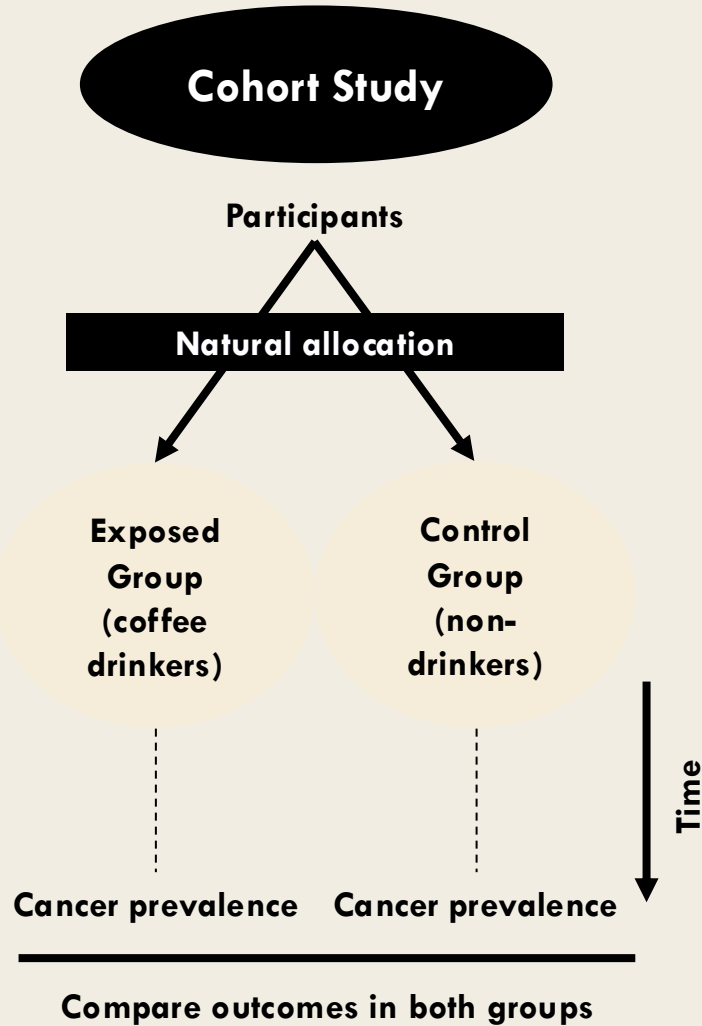 Cohort Study
Participants
Natural allocation
Exposed
Group
(coffee
drinkers)
Control
Group
(non-
drinkers)
Time
Cancer prevalence
Cancer prevalence
Compare outcomes in both groups